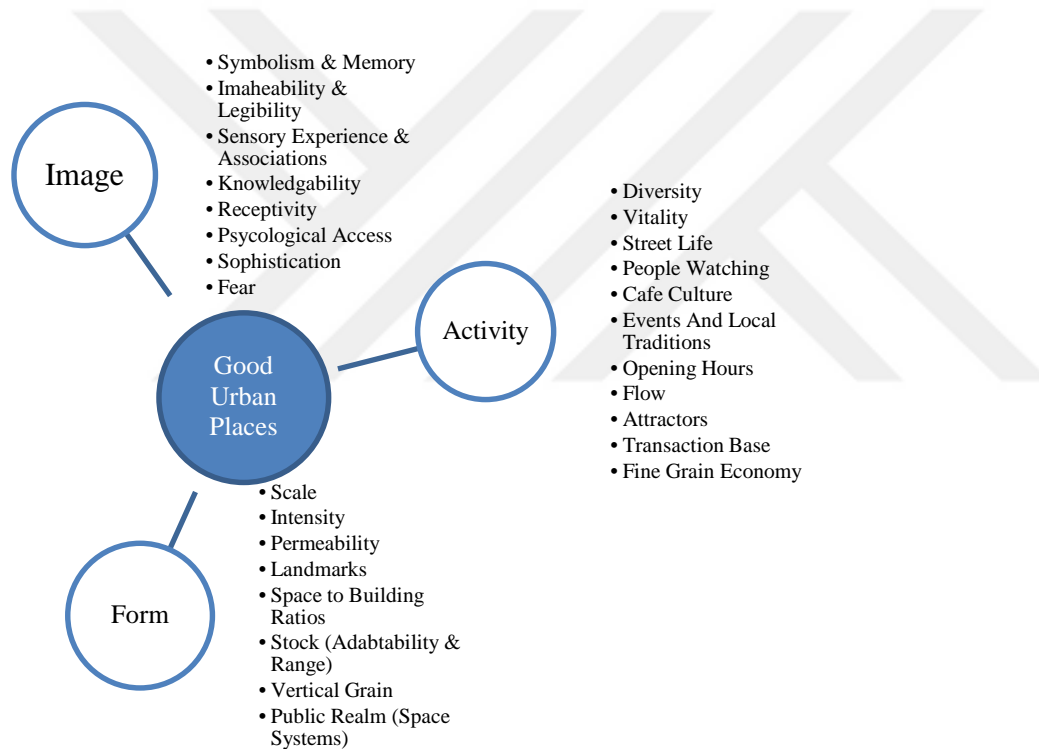 Image
• Symbolism & Memory
• Imaheability &
Legibility
• Sensory Experience &
Associations
• Knowledgability
• Receptivity
• Psycological Access
• Sophistication
• Fear
Activity
• Diversity
• Vitality
• Street Life
• People Watching
• Cafe Culture
• Events And Local
Traditions
• Opening Hours
• Flow
• Attractors
• Transaction Base
• Fine Grain Economy
Good
Urban
Places
Form
• Scale
• Intensity
• Permeability
• Landmarks
• Space to Building
Ratios
• Stock (Adabtability &
Range)
• Vertical Grain
• Public Realm (Space
Systems)